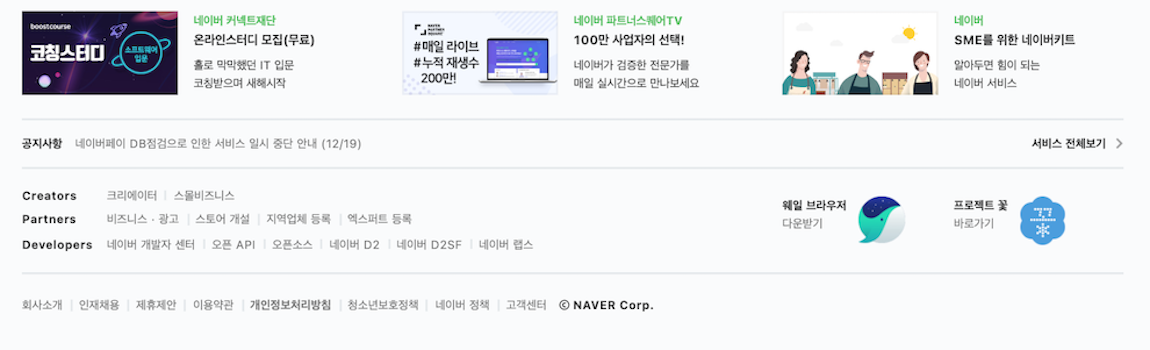 boostcourse
코칭스터디
소프트웨어
입문
네이버 커넥트재단
온라인스터디 모집(무료)
홀로 막막했던 IT 입문
코칭받으며 새해시작
NAVER
PARTNER
SQUARE
#매일 라이브
#누적 재생수
200만!
네이버 파트너스퀘어TV
100만 사업자의 선택!
네이버가 검증한 전문가를
매일 실시간으로 만나보세요
네이버
SME를 위한 네이버키트
알아두면 힘이 되는
네이버 서비스
공지사항 네이버페이 DB점검으로 인한 서비스 일시 중단 안내 (12/19)
서비스 전체보기
Creators 크리에이터 스몰비즈니스
Partners 비즈니스 · 광고 스토어 개설 지역업체 등록 엑스퍼트 등록
Developers 네이버 개발자 센터 오픈 API 오픈소스 네이버 D2 네이버 D2SF 네이버 랩스
웨일 브라우저
다운받기
프로젝트 꽃
바로가기
회사소개 인재채용 제휴제안 이용약관 개인정보처리방침 청소년보호정책 네이버 정책 고객센터 ⓒ NAVER Corp.